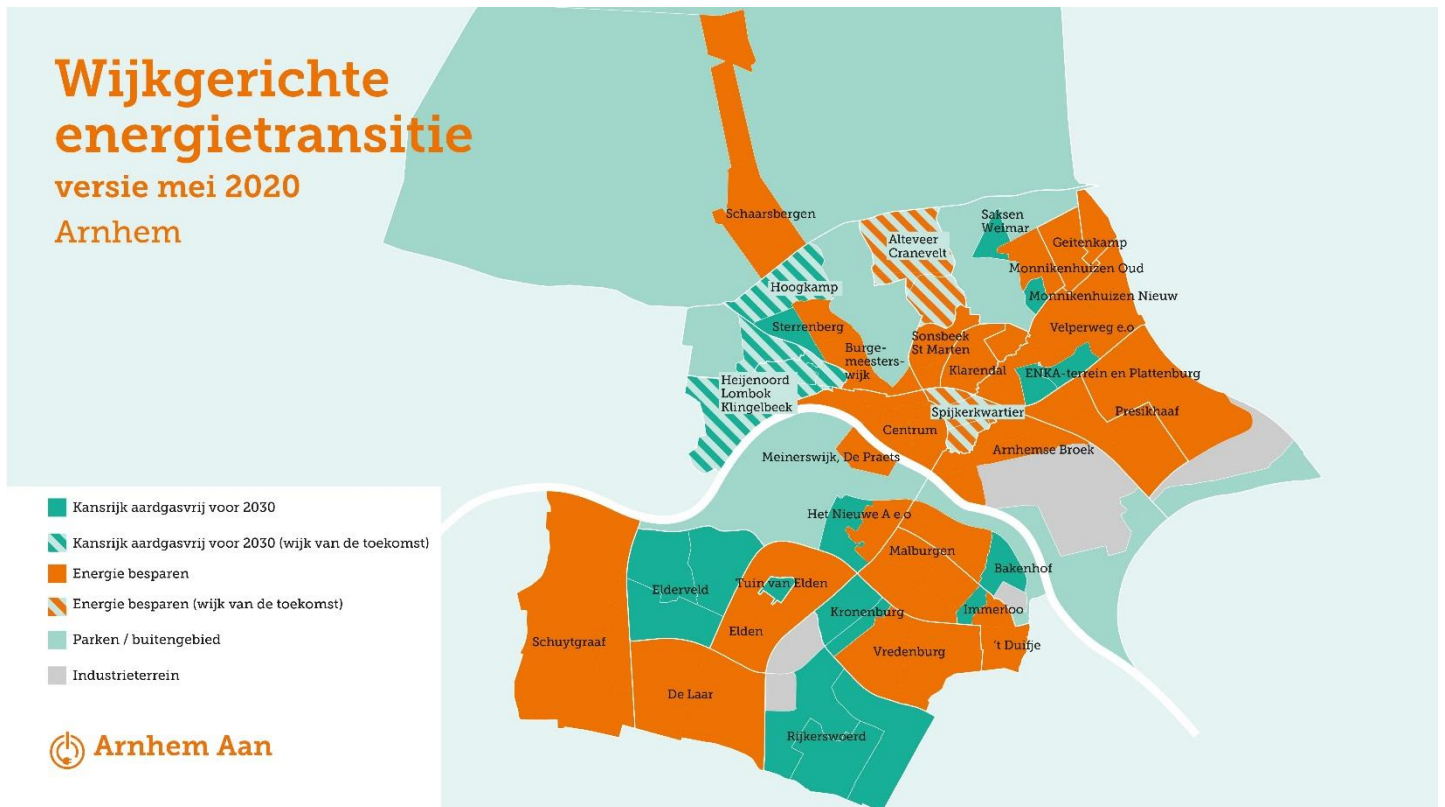 Wijkgerichte
energietransitie
versie mei 2020
Arnhem
Schaarsbergen
Saksen
Weimar
Alteveer
Cranevelt
Geitenkamp
Monnikenhuizen Oud
Hoogkamp
Monnikenhuizen Nieuw
Sterrenberg
Velperweg e.o
Sonsbeek
St Marten
Burge-
meesters-
wijk
Klarendal
ENKA-terrein en Plattenburg
Heijenoord
Lombok
Klingelbeek
Spijkerkwartier
Presikhaaf
Centrum
Arnhemse Broek
Meinerswijk, De Praets
Het Nieuwe A e.o
Malburgen
Bakenhof
Elderveld
Tuin van Elden
Kronenburg
Immerloo
Schuytgraaf
Elden
Vredenburg
't Duifje
De Laar
Rijkerswoerd
Kansrijk aardgasvrij voor 2030
Kansrijk aardgasvrij voor 2030 (wijk van de toekomst)
Energie besparen
Energie besparen (wijk van de toekomst)
Parken / buitengebied
Industrieterrein
Arnhem Aan